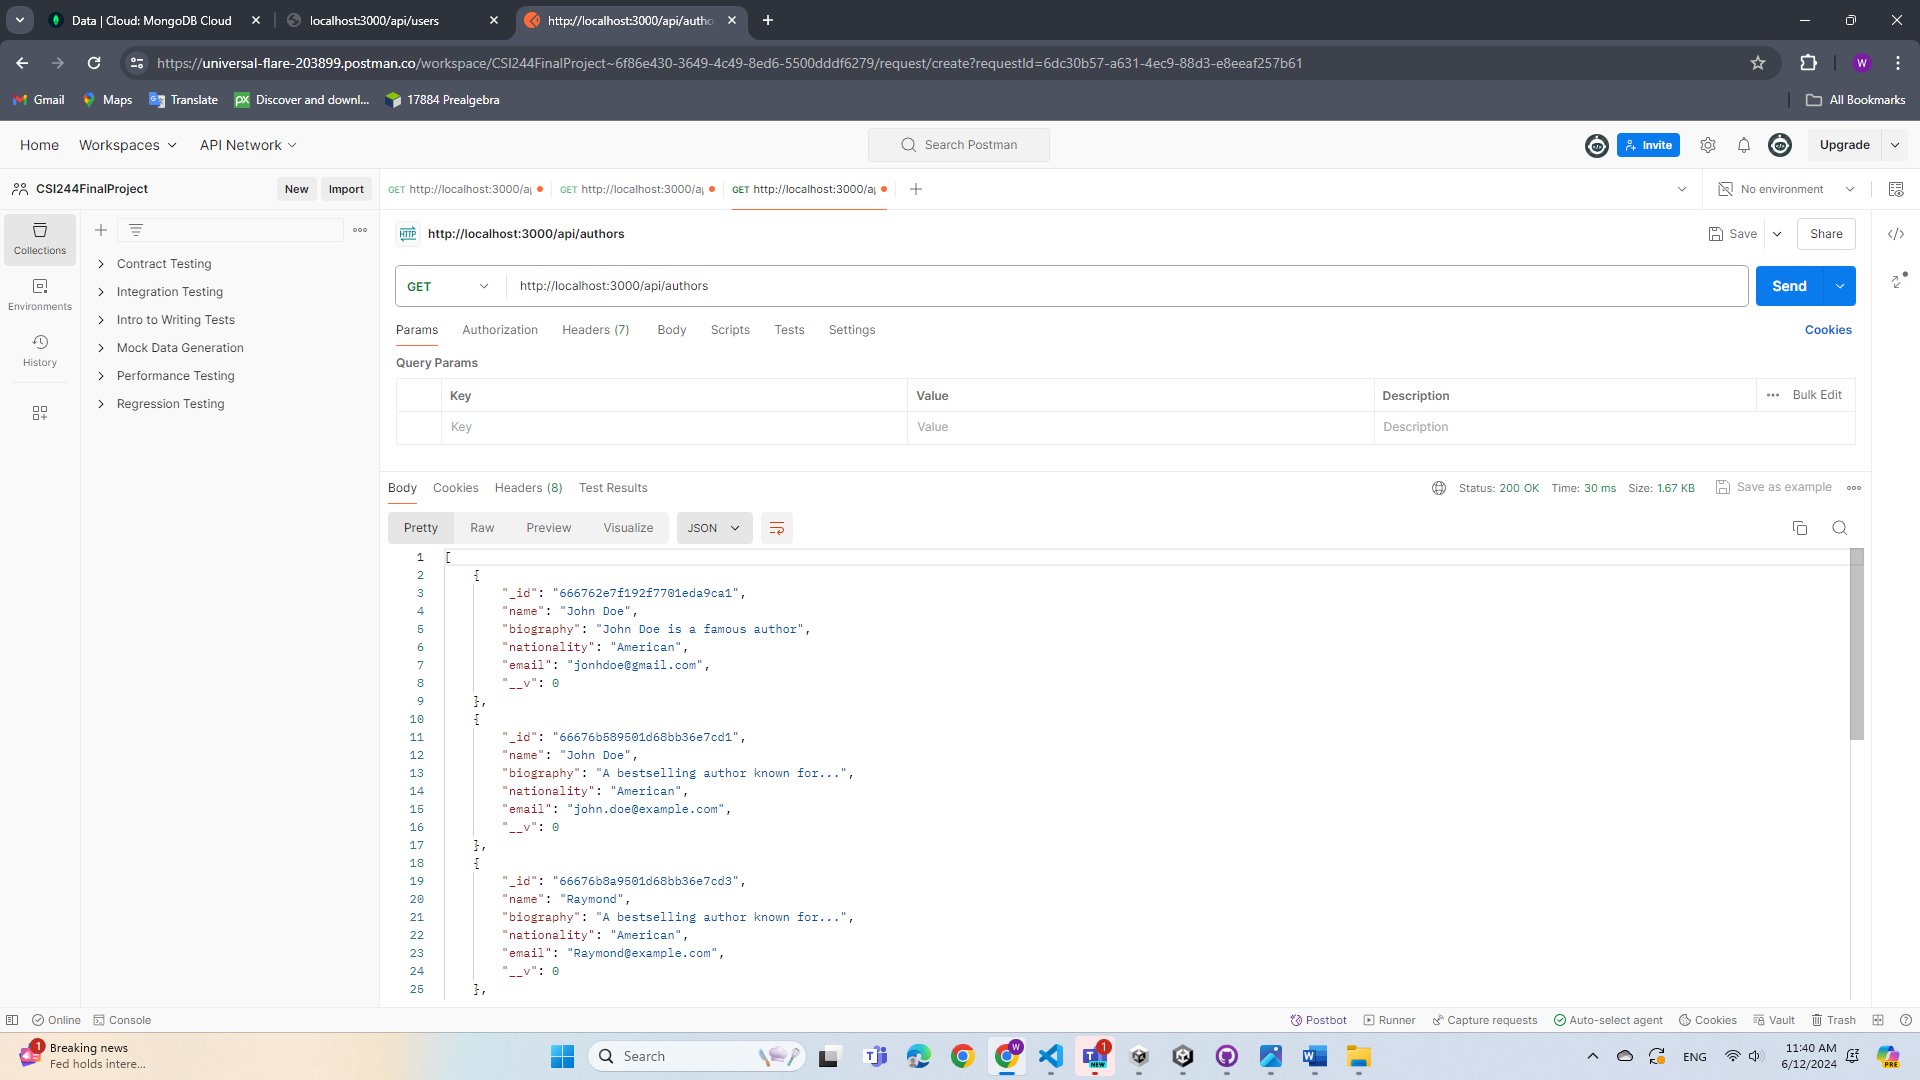 Data | Cloud: MongoDB Cloud
localhost:3000/api/users
http://localhost:3000/api/autho
https://universal-flare-203899.postman.co/workspace/CSI244FinalProject~6f86e430-3649-4c49-8ed6-5500dddf6279/request/create?requestId=6dc30b57-a631-4ec9-88d3-e8eeaf257b61
W
Gmail
Maps
Translate
Discover and downl...
17884 Prealgebra
All Bookmarks
Home
Workspaces
API Network
Search Postman
Invite
Upgrade
CSI244FinalProject
New
Import
GET http://localhost:3000/a
GET http://localhost:3000/a
GET http://localhost:3000/a
No environment
Collections
Environments
History
Contract Testing
Integration Testing
Intro to Writing Tests
Mock Data Generation
Performance Testing
Regression Testing
HTTP
http://localhost:3000/api/authors
Save
Share
GET
http://localhost:3000/api/authors
Send
Params
Authorization
Headers (7)
Body
Scripts
Tests
Settings
Cookies
Query Params
Key
Value
Description
Bulk Edit
Key
Value
Description
Body
Cookies
Headers (8)
Test Results
Status: 200 OK
Time: 30 ms
Size: 1.67 KB
Save as example
Pretty
Raw
Preview
Visualize
JSON
1 [
2 {
3 "_id": "666762e7f192f7701eda9ca1",
4 "name": "John Doe",
5 "biography": "John Doe is a famous author",
6 "nationality": "American",
7 "email": "jonhdoe@gmail.com",
8 "__v": 0
9 },
10 {
11 "_id": "66676b589501d68bb36e7cd1",
12 "name": "John Doe",
13 "biography": "A bestselling author known for...",
14 "nationality": "American",
15 "email": "john.doe@example.com",
16 "__v": 0
17 },
18 {
19 "_id": "66676b8a9501d68bb36e7cd3",
20 "name": "Raymond",
21 "biography": "A bestselling author known for...",
22 "nationality": "American",
23 "email": "Raymond@example.com",
24 "__v": 0
25 },
Online
Console
Postbot
Runner
Capture requests
Auto-select agent
Cookies
Vault
Trash
1
Breaking news
Fed holds intere...
Search
W
1
NEW
ENG
11:40 AM
6/12/2024
PRE